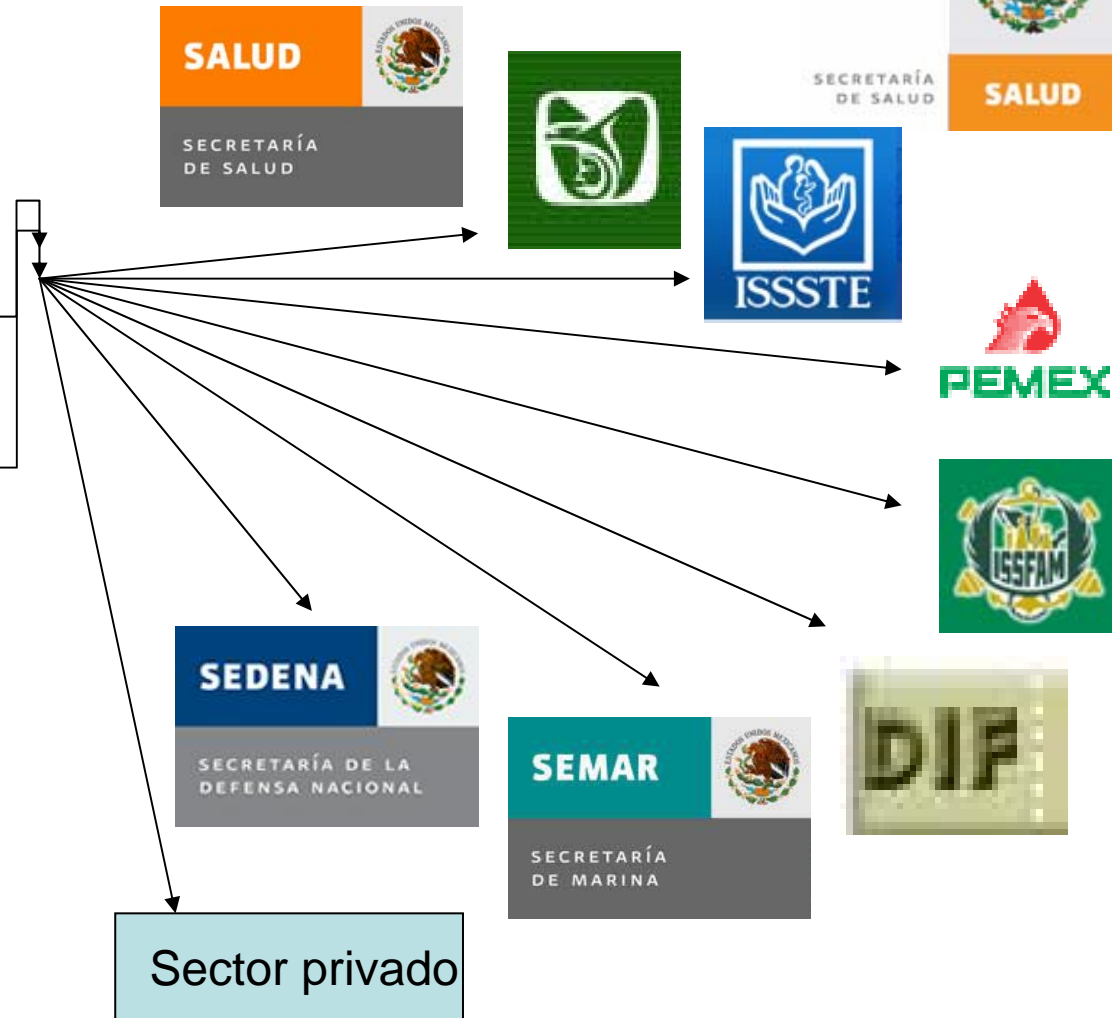 SALUD
SECRETARÍA
DE SALUD
SECRETARÍA
DE SALUD
SALUD
ISSSTE
PEMEX
ISSFAM
SEDENA
SECRETARÍA DE LA
DEFENSA NACIONAL
SEMAR
SECRETARÍA
DE MARINA
DIF
Sector privado